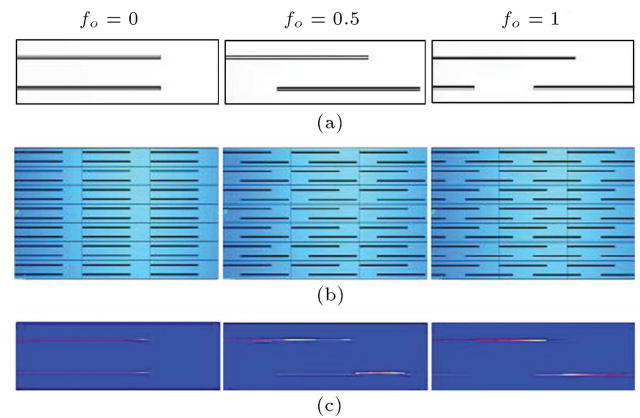 f_o = 0 f_o = 0.5 f_o = 1
(a)
(b)
(c)